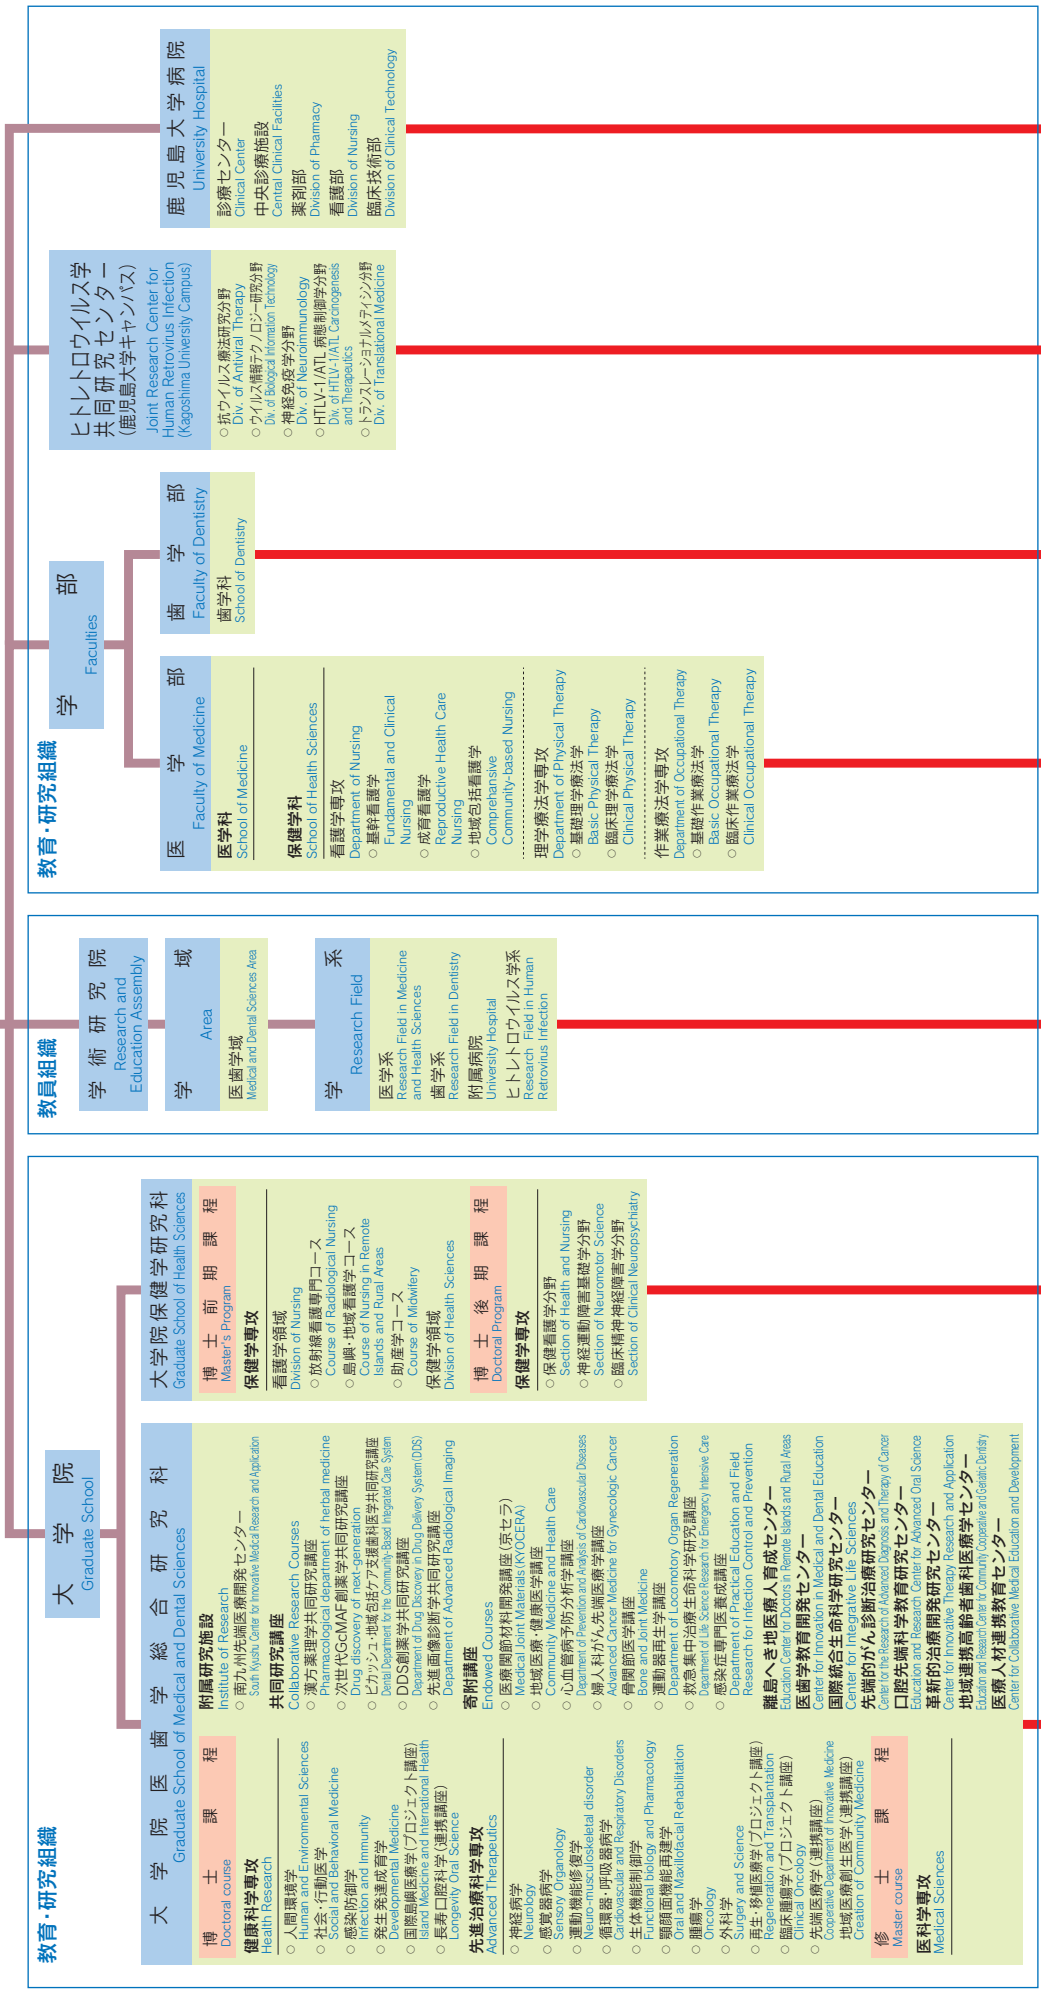 教育・研究組織
大学院
Graduate School
大学院医歯学総合研究科
Graduate School of Medical and Dental Sciences
博士課程
Doctoral course
健康科学専攻
Health Research
○人間環境学
Human and Environmental Sciences
○社会・行動医学
Social and Behavioral Medicine
○感染防御学
Infection and Immunity
○発生発達成育学
Developmental Medicine
○国際島嶼医療学(プロジェクト講座)
Island Medicine and International Health
○長寿口腔科学(連携講座)
Longevity Oral Science
先進治療科学専攻
Advanced Therapeutics
○神経病学
Neurology
○感覚器病学
Sensory Organology
○運動機能修復学
Neuro-musculoskeletal disorder
○循環器・呼吸器病学
Cardiovascular and Respiratory Disorders
○生体機能制御学
Functional biology and Pharmacology
○顎顔面機能再建学
Oral and Maxillofacial Rehabilitation
○腫瘍学
Oncology
○外科学
Surgery and Science
○再生・移植医療学(プロジェクト講座)
Regeneration and Transplantation
○臨床腫瘍学(プロジェクト講座)
Clinical Oncology
○先端医療学(連携講座)
Cooperative Department of Innovative Medicine
地域医療創生医学(連携講座)
Creation of Community Medicine
修士課程
Master course
医科学専攻
Medical Sciences
附属研究施設
Institute of Research
○南九州先端医療開発センター
South Kyushu Center for Innovative Medical Research and Application
共同研究講座
Collaborative Research Courses
○漢方薬理学共同研究講座
Pharmacological department of herbal medicine
○次世代GcMAF創薬学共同研究講座
Drug discovery of next-generation
○ピカッシュ・地域包括ケア支援歯科医学共同研究講座
Dental Department for the Community-Based Integrated Care System
○DDS創薬学共同研究講座
Department of Drug Discovery in Drug Delivery System(DDS)
○先進画像診断学共同研究講座
Department of Advanced Radiological Imaging
寄附講座
Endowed Courses
○医療関節材料開発講座(京セラ)
Medical Joint Materials(KYOCERA)
○地域医療・健康医学講座
Community Medicine and Health Care
○心血管病予防分析学講座
Department of Prevention and Analysis of Cardiovascular Diseases
○婦人科がん先端医療学講座
Advanced Cancer Medicine for Gynecologic Cancer
○骨関節医学講座
Bone and Joint Medicine
○運動器再生学講座
Department of Locomotory Organ Regeneration
○救急集中治療生命科学研究講座
Department of Life Science Research for Emergency Intensive Care
○感染症専門医養成講座
Department of Practical Education and Field
Research for Infection Control and Prevention
離島へき地医療人育成センター
Education Center for Doctors in Remote Islands and Rural Areas
医歯学教育開発センター
Center for Innovation in Medical and Dental Education
国際統合生命科学研究センター
Center for Integrative Life Sciences
先端的がん診断治療研究センター
Center for the Research of Advanced Diagnosis and Therapy of Cancer
口腔先端科学教育研究センター
Education and Research Center for Advanced Oral Science
革新的治療開発研究センター
Center for Innovative Therapy Research and Application
地域連携高齢者歯科医療学センター
Education and Research Center for Community Cooperative and Geriatric Dentistry
医療人材連携教育センター
Center for Collaborative Medical Education and Development
大学院保健学研究科
Graduate School of Health Sciences
博士前期課程
Master's Program
保健学専攻
看護学領域
Division of Nursing
○放射線看護専門コース
Course of Radiological Nursing
○島嶼・地域看護学コース
Course of Nursing in Remote
Islands and Rural Areas
○助産学コース
Course of Midwifery
保健学領域
Division of Health Sciences
博士後期課程
Doctoral Program
保健学専攻
○保健看護学分野
Section of Health and Nursing
○神経運動障害基礎学分野
Section of Neuromotor Science
○臨床精神神経障害学分野
Section of Clinical Neuropsychiatry
教員組織
学術研究院
Research and
Education Assembly
学域
Area
医歯学域
Medical and Dental Sciences Area
学系
Research Field
医学系
Research Field in Medicine
and Health Sciences
歯学系
Research Field in Dentistry
附属病院
University Hospital
ヒトレトロウイルス学系
Research Field in Human
Retrovirus Infection
教育・研究組織
学部
Faculties
医学部
Faculty of Medicine
医学科
School of Medicine
保健学科
School of Health Sciences
看護学専攻
Department of Nursing
○基幹看護学
Fundamental and Clinical
Nursing
○成育看護学
Reproductive Health Care
Nursing
○地域包括看護学
Comprehansive
Community-based Nursing
理学療法学専攻
Department of Physical Therapy
○基礎理学療法学
Basic Physical Therapy
○臨床理学療法学
Clinical Physical Therapy
作業療法学専攻
Department of Occupational Therapy
○基礎作業療法学
Basic Occupational Therapy
○臨床作業療法学
Clinical Occupational Therapy
歯学部
Faculty of Dentistry
歯学科
School of Dentistry
ヒトレトロウイルス学
共同研究センター
(鹿児島大学キャンパス)
Joint Research Center for
Human Retrovirus Infection
(Kagoshima University Campus)
○抗ウイルス療法研究分野
Div. of Antiviral Therapy
○ウイルス情報テクノロジー研究分野
Div. of Biological Information Technology
○神経免疫学分野
Div. of Neuroimmunology
○HTLV-1/ATL 病態制御学分野
Div. of HTLV-1/ATL Carcinogenesis
and Therapeutics
○トランスレーショナルメディシン分野
Div. of Translational Medicine
鹿児島大学病院
University Hospital
診療センター
Clinical Center
中央診療施設
Central Clinical Facilities
薬剤部
Division of Pharmacy
看護部
Division of Nursing
臨床技術部
Division of Clinical Technology